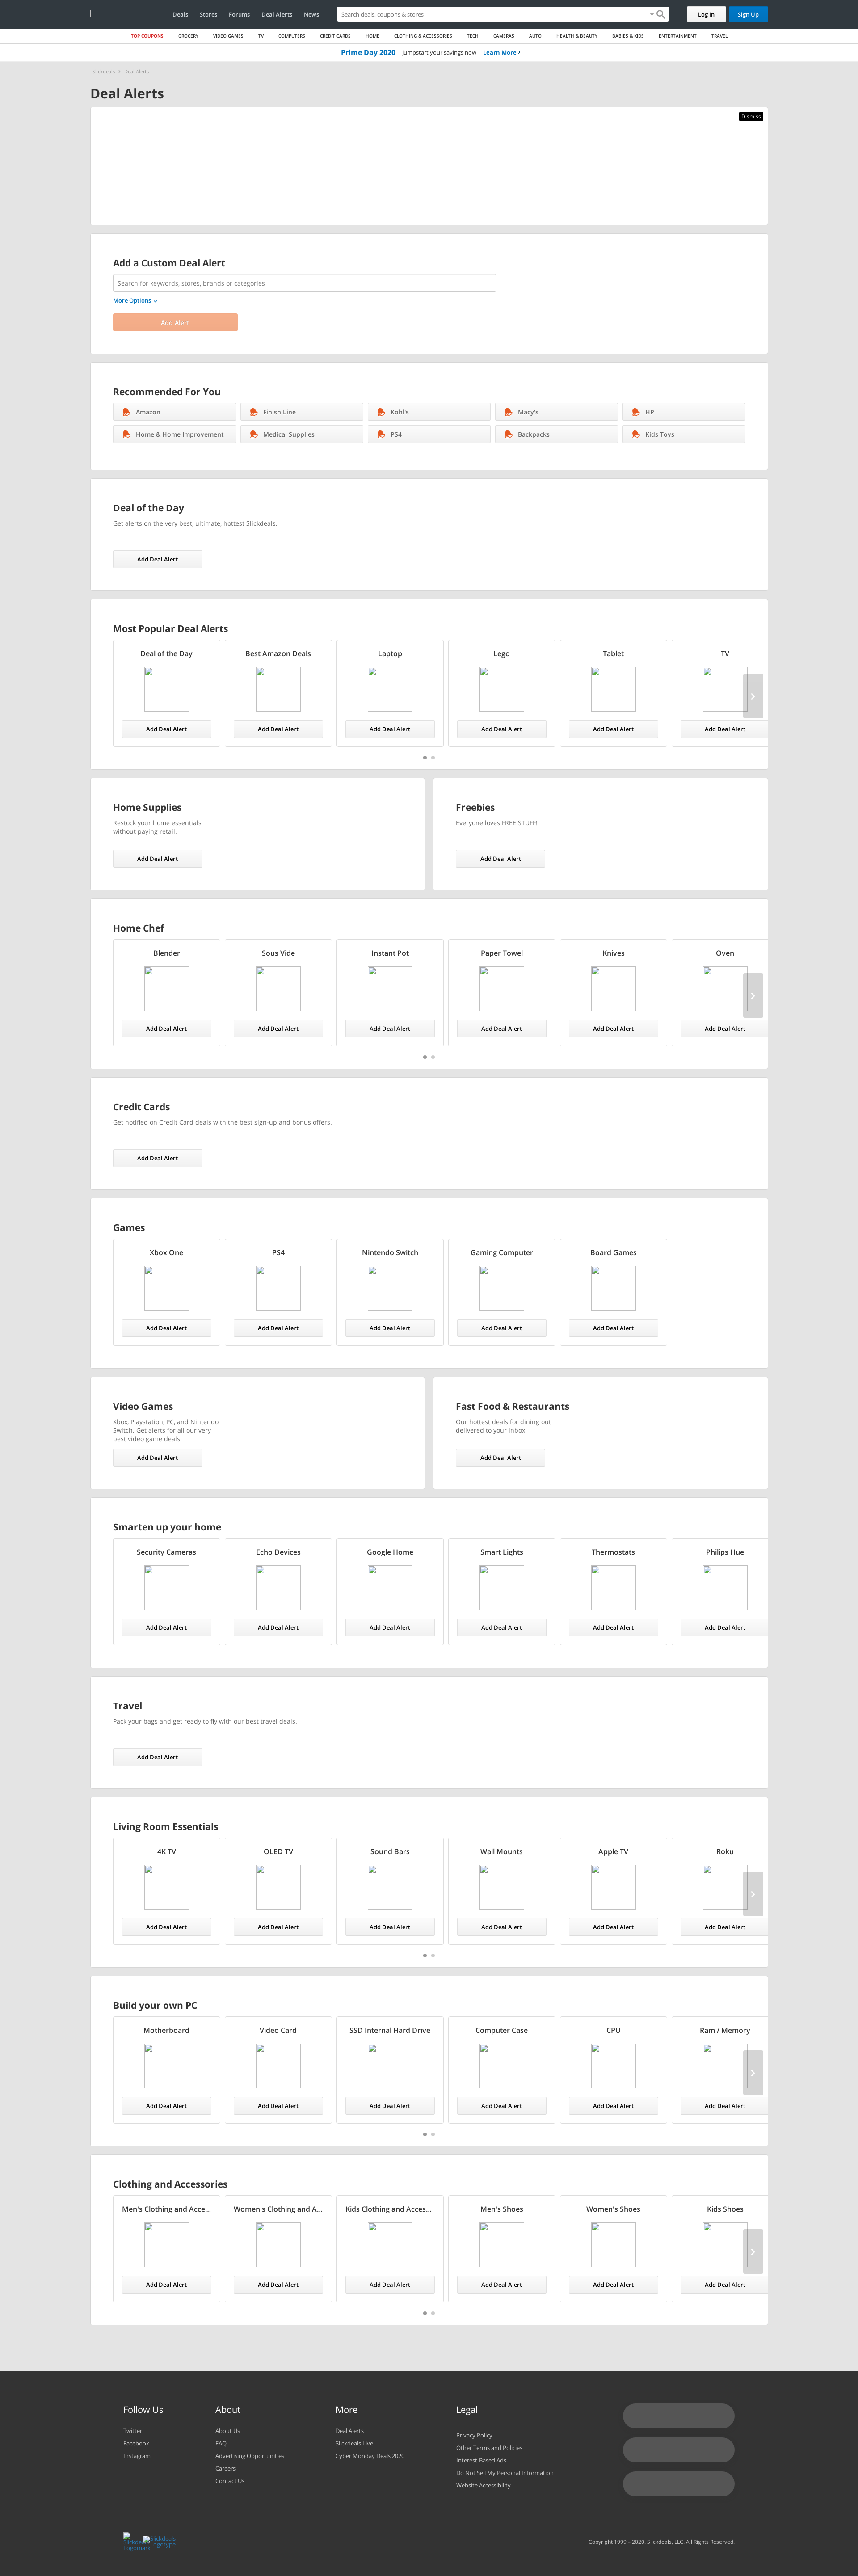 Deals Stores Forums Deal Alerts News Search deals, coupons & stores Log In Sign Up
TOP COUPONS GROCERY VIDEO GAMES TV COMPUTERS CREDIT CARDS HOME CLOTHING & ACCESSORIES TECH CAMERAS AUTO HEALTH & BEAUTY BABIES & KIDS ENTERTAINMENT TRAVEL
Prime Day 2020 Jumpstart your savings now Learn More
Slickdeals Deal Alerts
Deal Alerts
Dismiss
Add a Custom Deal Alert
Search for keywords, stores, brands or categories
More Options
Add Alert
Recommended For You
Amazon Finish Line Kohl's Macy's HP
Home & Home Improvement Medical Supplies PS4 Backpacks Kids Toys
Deal of the Day
Get alerts on the very best, ultimate, hottest Slickdeals.
Add Deal Alert
Most Popular Deal Alerts
Deal of the Day Best Amazon Deals Laptop Lego Tablet TV
Add Deal Alert Add Deal Alert Add Deal Alert Add Deal Alert Add Deal Alert Add Deal Alert
Home Supplies
Restock your home essentials
without paying retail.
Add Deal Alert
Freebies
Everyone loves FREE STUFF!
Add Deal Alert
Home Chef
Blender Sous Vide Instant Pot Paper Towel Knives Oven
Add Deal Alert Add Deal Alert Add Deal Alert Add Deal Alert Add Deal Alert Add Deal Alert
Credit Cards
Get notified on Credit Card deals with the best sign-up and bonus offers.
Add Deal Alert
Games
Xbox One PS4 Nintendo Switch Gaming Computer Board Games
Add Deal Alert Add Deal Alert Add Deal Alert Add Deal Alert Add Deal Alert
Video Games
Xbox, Playstation, PC, and Nintendo
Switch. Get alerts for all our very
best video game deals.
Add Deal Alert
Fast Food & Restaurants
Our hottest deals for dining out
delivered to your inbox.
Add Deal Alert
Smarten up your home
Security Cameras Echo Devices Google Home Smart Lights Thermostats Philips Hue
Add Deal Alert Add Deal Alert Add Deal Alert Add Deal Alert Add Deal Alert Add Deal Alert
Travel
Pack your bags and get ready to fly with our best travel deals.
Add Deal Alert
Living Room Essentials
4K TV OLED TV Sound Bars Wall Mounts Apple TV Roku
Add Deal Alert Add Deal Alert Add Deal Alert Add Deal Alert Add Deal Alert Add Deal Alert
Build your own PC
Motherboard Video Card SSD Internal Hard Drive Computer Case CPU Ram / Memory
Add Deal Alert Add Deal Alert Add Deal Alert Add Deal Alert Add Deal Alert Add Deal Alert
Clothing and Accessories
Men's Clothing and Acce... Women's Clothing and A... Kids Clothing and Acces... Men's Shoes Women's Shoes Kids Shoes
Add Deal Alert Add Deal Alert Add Deal Alert Add Deal Alert Add Deal Alert Add Deal Alert
Follow Us
Twitter
Facebook
Instagram
About
About Us
FAQ
Advertising Opportunities
Careers
Contact Us
More
Deal Alerts
Slickdeals Live
Cyber Monday Deals 2020
Legal
Privacy Policy
Other Terms and Policies
Interest-Based Ads
Do Not Sell My Personal Information
Website Accessibility
Slickdeals Logotype
Copyright 1999 – 2020. Slickdeals, LLC. All Rights Reserved.